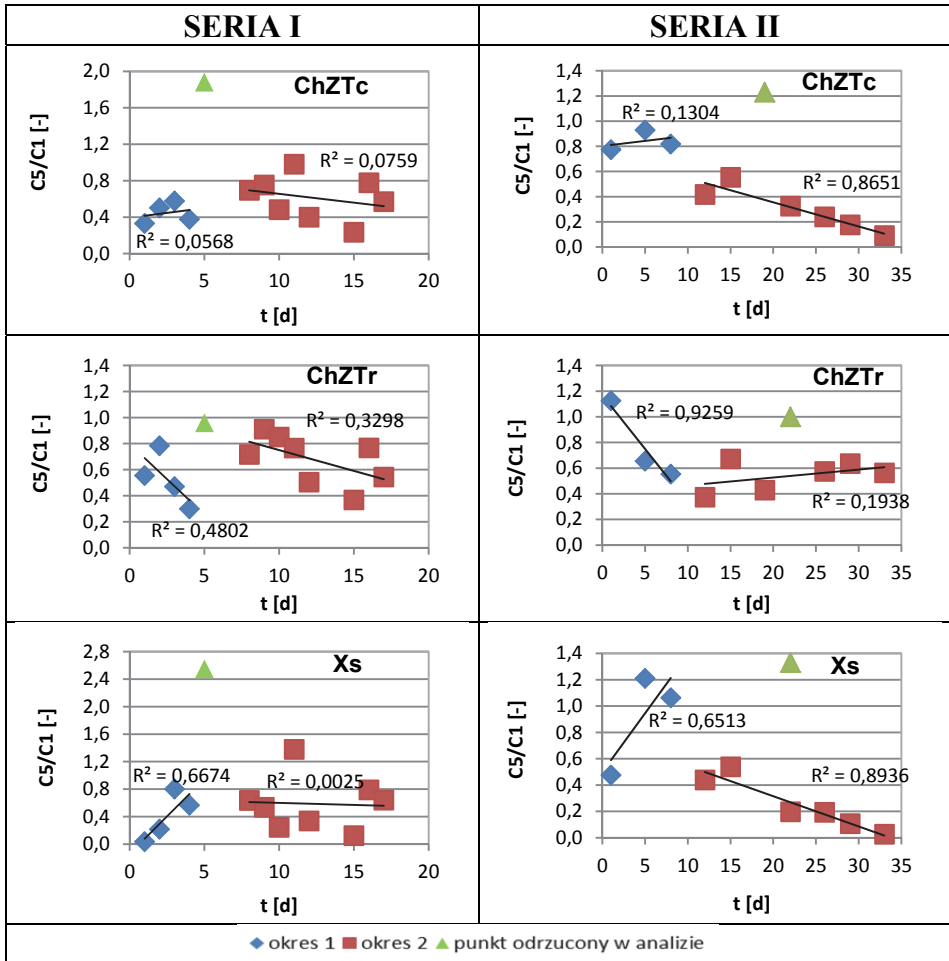 SERIA I
SERIA II
ChZTc
2,0
1,6
1,2
0,8
0,4
0,0
C5/C1 [-]
R² = 0,0568
R² = 0,0759
0 5 10 15 20
t [d]
ChZTc
1,4
1,2
1,0
0,8
0,6
0,4
0,2
0,0
C5/C1 [-]
R² = 0,1304
R² = 0,8651
0 5 10 15 20 25 30 35
t [d]
ChZTr
1,4
1,2
1,0
0,8
0,6
0,4
0,2
0,0
C5/C1 [-]
R² = 0,3298
R² = 0,4802
0 5 10 15 20
t [d]
ChZTr
1,4
1,2
1,0
0,8
0,6
0,4
0,2
0,0
C5/C1 [-]
R² = 0,9259
R² = 0,1938
0 5 10 15 20 25 30 35
t [d]
Xs
2,8
2,4
2,0
1,6
1,2
0,8
0,4
0,0
C5/C1 [-]
R² = 0,6674
R² = 0,0025
0 5 10 15 20
t [d]
Xs
1,4
1,2
1,0
0,8
0,6
0,4
0,2
0,0
C5/C1 [-]
R² = 0,6513
R² = 0,8936
0 5 10 15 20 25 30 35
t [d]
okres 1 okres 2 punkt odrzucony w analizie